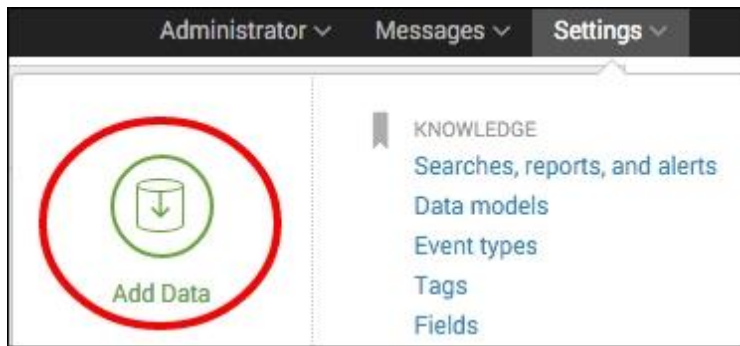 Administrator Messages Settings
Add Data
KNOWLEDGE
Searches, reports, and alerts
Data models
Event types
Tags
Fields